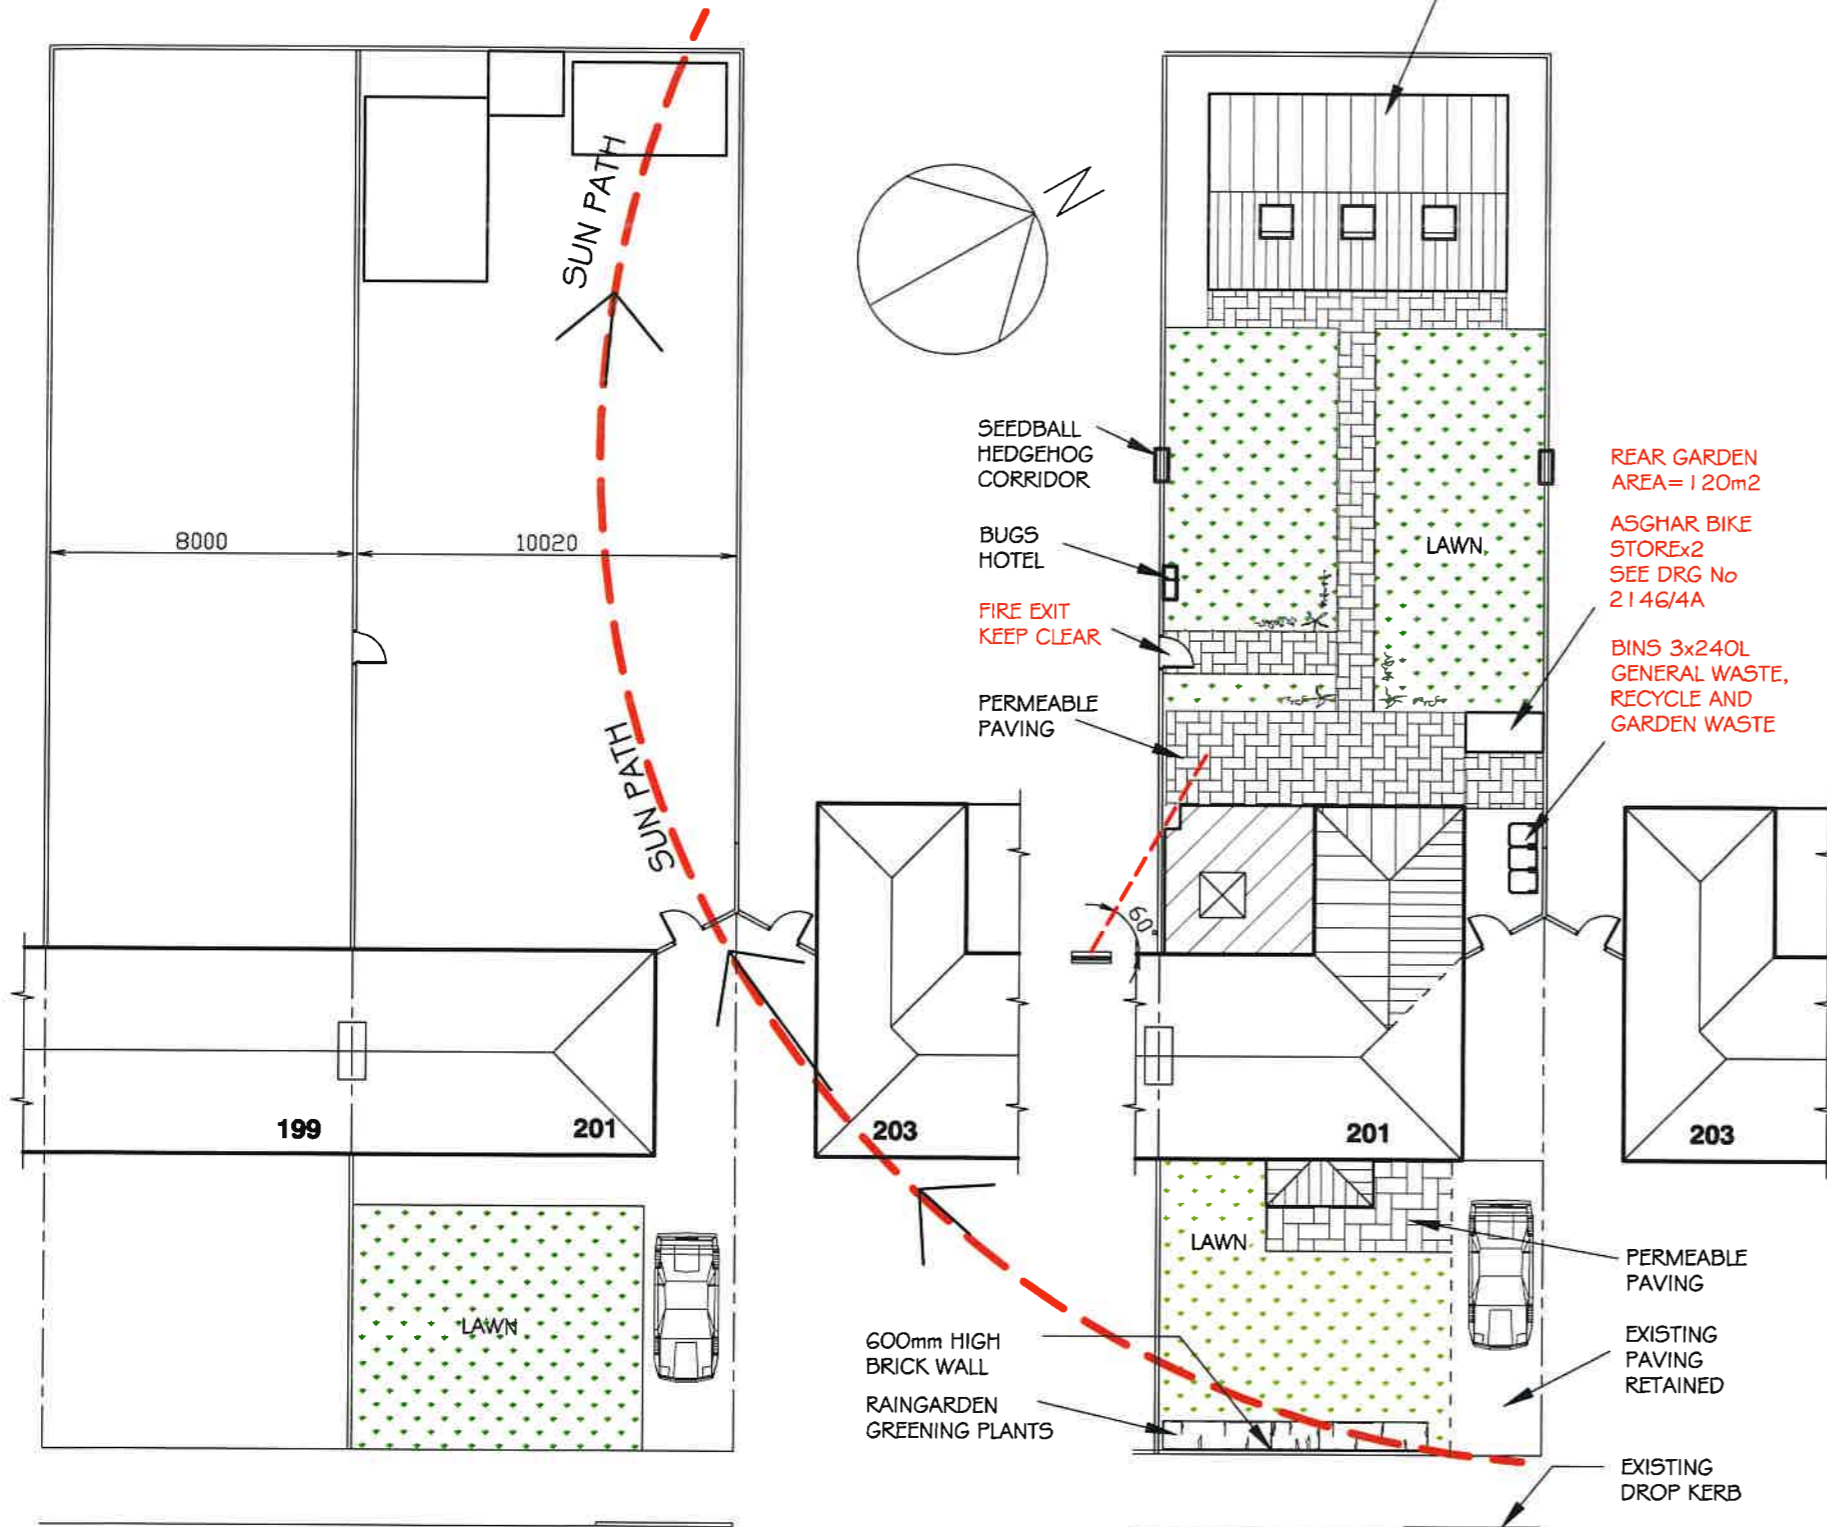 SUN PATH
N
8000
10020
SUN PATH
199
201
203
LAWN
SEEDBALL
HEDGEHOG
CORRIDOR
BUGS
HOTEL
FIRE EXIT
KEEP CLEAR
PERMEABLE
PAVING
60°
LAWN
REAR GARDEN
AREA=120m2
ASGHAR BIKE
STOREx2
SEE DRG No
2146/4A
BINS 3x240L
GENERAL WASTE,
RECYCLE AND
GARDEN WASTE
201
203
LAWN
PERMEABLE
PAVING
600mm HIGH
BRICK WALL
RAINGARDEN
GREENING PLANTS
EXISTING
PAVING
RETAINED
EXISTING
DROP KERB